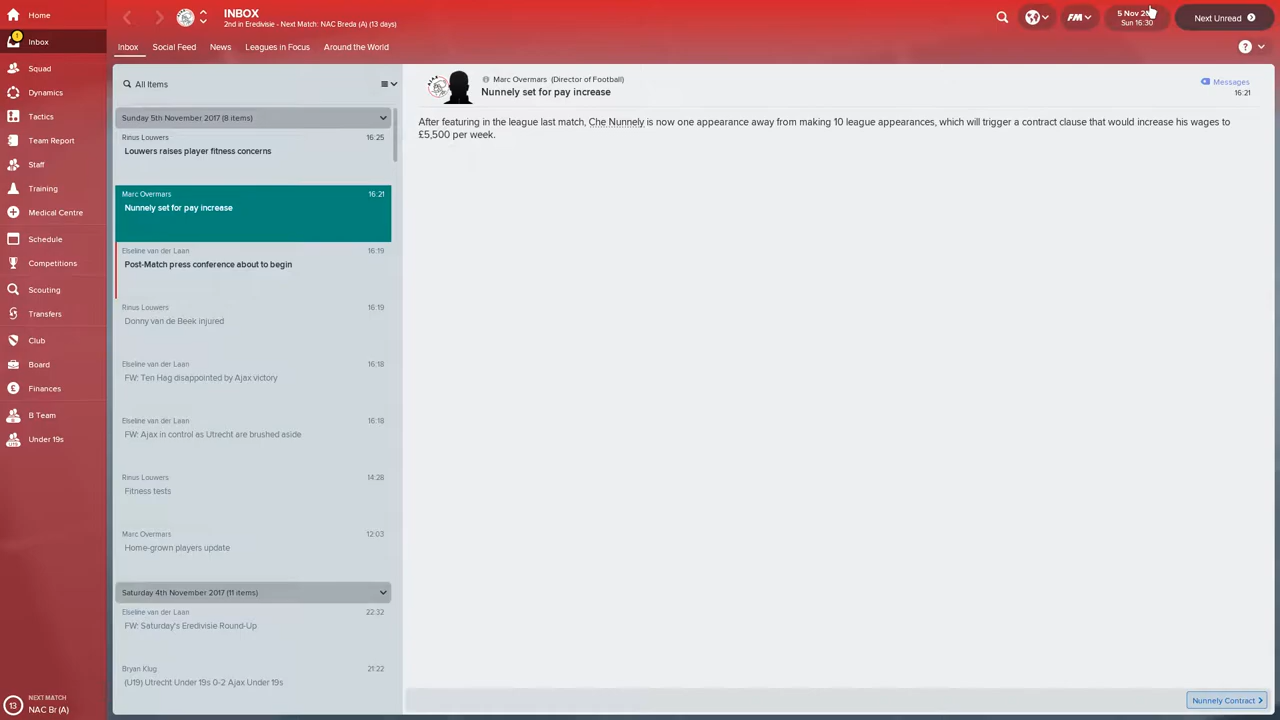 Home
Inbox
Squad
Dynamics
Tactics
Team Report
Staff
Training
Medical Centre
Schedule
Competitions
Scouting
Transfers
Club
Board
Finances
B Team
Under 19s
13
NEXT MATCH
NAC Br (A)
INBOX
2nd in Eredivisie - Next Match: NAC Breda (A) (13 days)
FM
5 Nov
Sun 16:30
Next Unread
Inbox
Social Feed
News
Leagues in Focus
Around the World
?
All Items
Sunday 5th November 2017 (8 items)
Rinus Louwers 16:25
Louwers raises player fitness concerns
Marc Overmars 16:21
Nunnely set for pay increase
Elseline van der Laan 16:19
Post-Match press conference about to begin
Rinus Louwers 16:19
Donny van de Beek injured
Elseline van der Laan 16:18
FW: Ten Hag disappointed by Ajax victory
Elseline van der Laan 16:18
FW: Ajax in control as Utrecht are brushed aside
Rinus Louwers 14:28
Fitness tests
Marc Overmars 12:03
Home-grown players update
Saturday 4th November 2017 (11 items)
Elseline van der Laan 22:32
FW: Saturday's Eredivisie Round-Up
Bryan Klug 21:22
(U19) Utrecht Under 19s 0-2 Ajax Under 19s
Marc Overmars (Director of Football)
Nunnely set for pay increase
Messages
16:21
After featuring in the league last match, Che Nunnely is now one appearance away from making 10 league appearances, which will trigger a contract clause that would increase his wages to
£5,500 per week.
Nunnely Contract